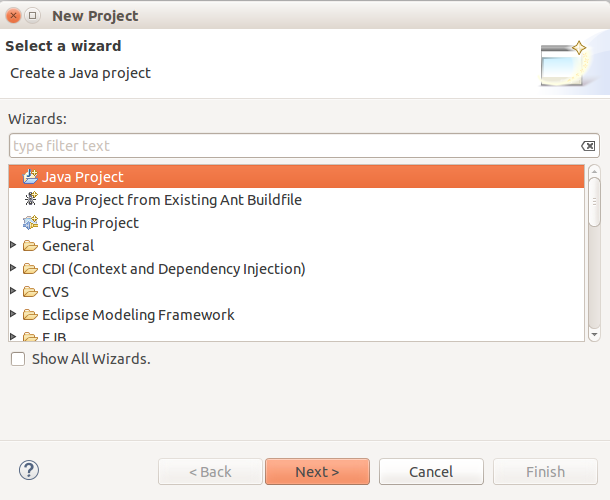 New Project
Select a wizard
Create a Java project
Wizards:
type filter text
Java Project
Java Project from Existing Ant Buildfile
Plug-in Project
General
CDI (Context and Dependency Injection)
CVS
Eclipse Modeling Framework
EJB
Show All Wizards.
? < Back Next > Cancel Finish